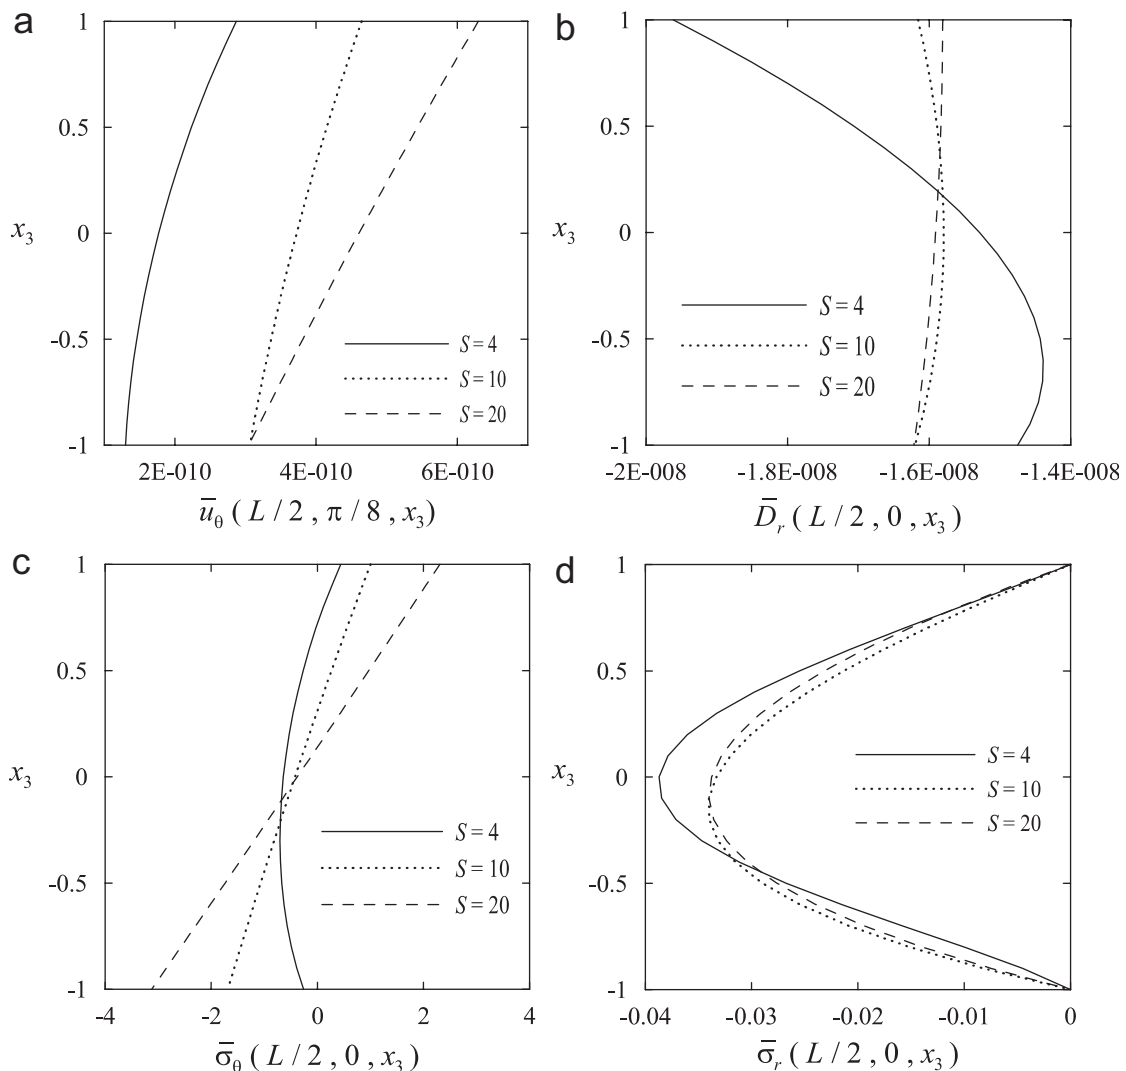 a
1
0.5
x₃ 0
-0.5
-1
S = 4
S = 10
S = 20
2E-010 4E-010 6E-010
u̅_θ ( L / 2 , π / 8 , x₃ )
b
1
0.5
x₃ 0
-0.5
-1
S = 4
S = 10
S = 20
-2E-008 -1.8E-008 -1.6E-008 -1.4E-008
D̅_r ( L / 2 , 0 , x₃ )
c
1
0.5
x₃ 0
-0.5
-1
S = 4
S = 10
S = 20
-4 -2 0 2 4
σ̅_θ ( L / 2 , 0 , x₃ )
d
1
0.5
x₃ 0
-0.5
-1
S = 4
S = 10
S = 20
-0.04 -0.03 -0.02 -0.01 0
σ̅_r ( L / 2 , 0 , x₃ )